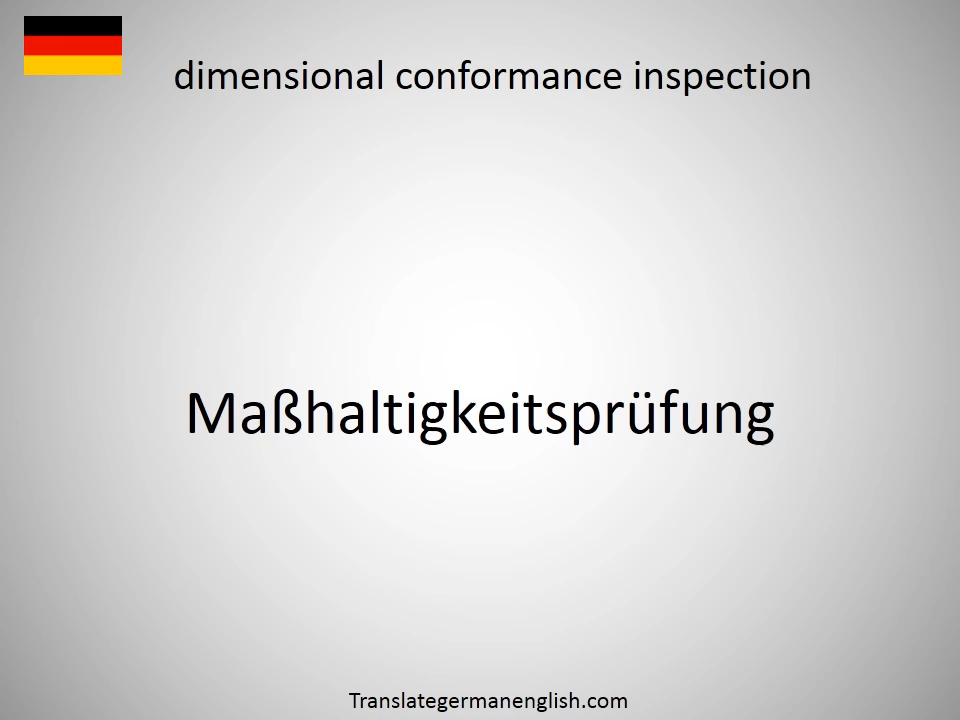 dimensional conformance inspection
Maßhaltigkeitsprüfung
Translategermanenglish.com